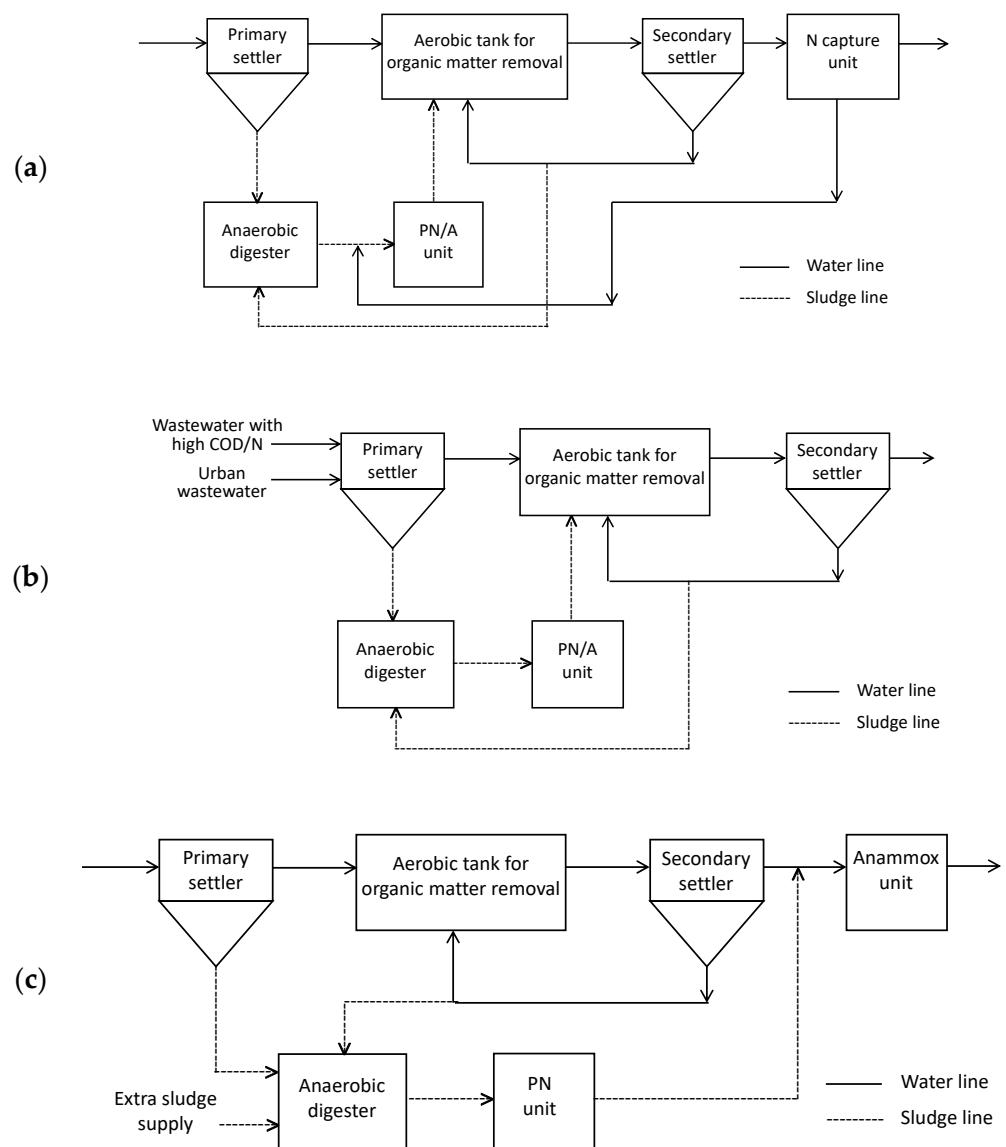 Primary
settler
Aerobic tank for
organic matter removal
Secondary
settler
N capture
unit
(a)
Anaerobic
digester
PN/A
unit
Water line
Sludge line
Wastewater with
high COD/N
Urban
wastewater
Primary
settler
Aerobic tank for
organic matter removal
Secondary
settler
(b)
Anaerobic
digester
PN/A
unit
Water line
Sludge line
Primary
settler
Aerobic tank for
organic matter removal
Secondary
settler
Anammox
unit
(c)
Extra sludge
supply
Anaerobic
digester
PN
unit
Water line
Sludge line